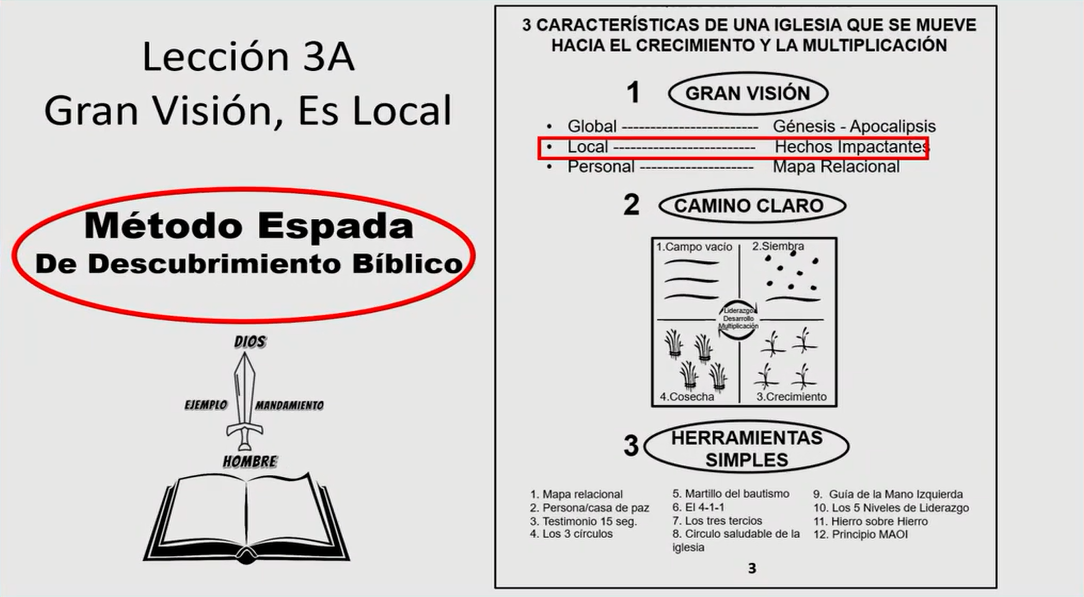 Lección 3A
Gran Visión, Es Local
Método Espada
De Descubrimiento Bíblico
DIOS
EJEMPLO
MANDAMIENTO
HOMBRE
3 CARACTERÍSTICAS DE UNA IGLESIA QUE SE MUEVE
HACIA EL CRECIMIENTO Y LA MULTIPLICACIÓN
1 GRAN VISIÓN
• Global ------------------------ Génesis - Apocalipsis
• Local ------------------------- Hechos Impactantes
• Personal -------------------- Mapa Relacional
2 CAMINO CLARO
1.Campo vacio
2.Siembra
Liderazgo
Desarrollo
Multiplicación
4.Cosecha
3.Crecimiento
3 HERRAMIENTAS
SIMPLES
1. Mapa relacional
2. Persona/casa de paz
3. Testimonio 15 seg.
4. Los 3 círculos
5. Martillo del bautismo
6. El 4-1-1
7. Los tres tercios
8. Circulo saludable de la
iglesia
9. Guía de la Mano Izquierda
10. Los 5 Niveles de Liderazgo
11. Hierro sobre Hierro
12. Principio MAOI
3